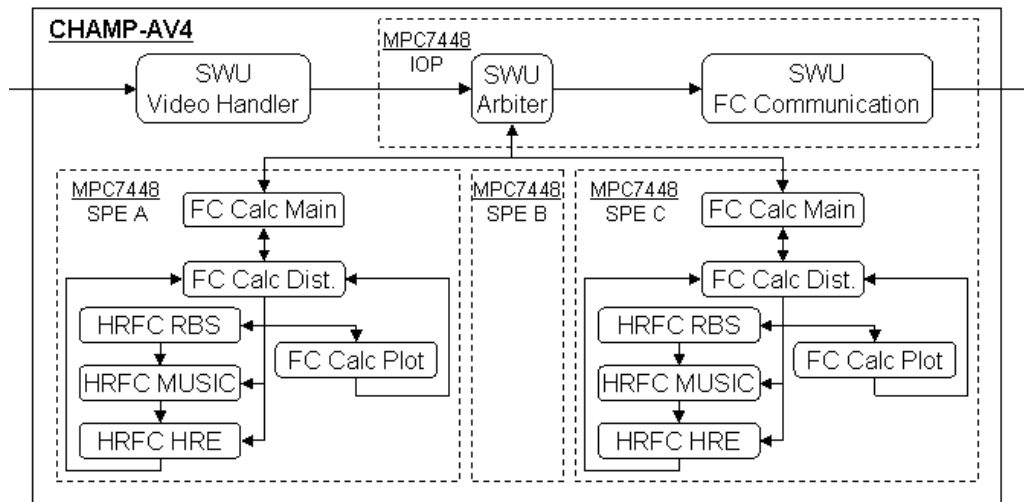 CHAMP-AV4
MPC7448
IOP
SWU
Video Handler
SWU
Arbiter
SWU
FC Communication
MPC7448
SPE A
FC Calc Main
FC Calc Dist.
HRFC RBS
FC Calc Plot
HRFC MUSIC
HRFC HRE
MPC7448
SPE B
MPC7448
SPE C
FC Calc Main
FC Calc Dist.
HRFC RBS
FC Calc Plot
HRFC MUSIC
HRFC HRE